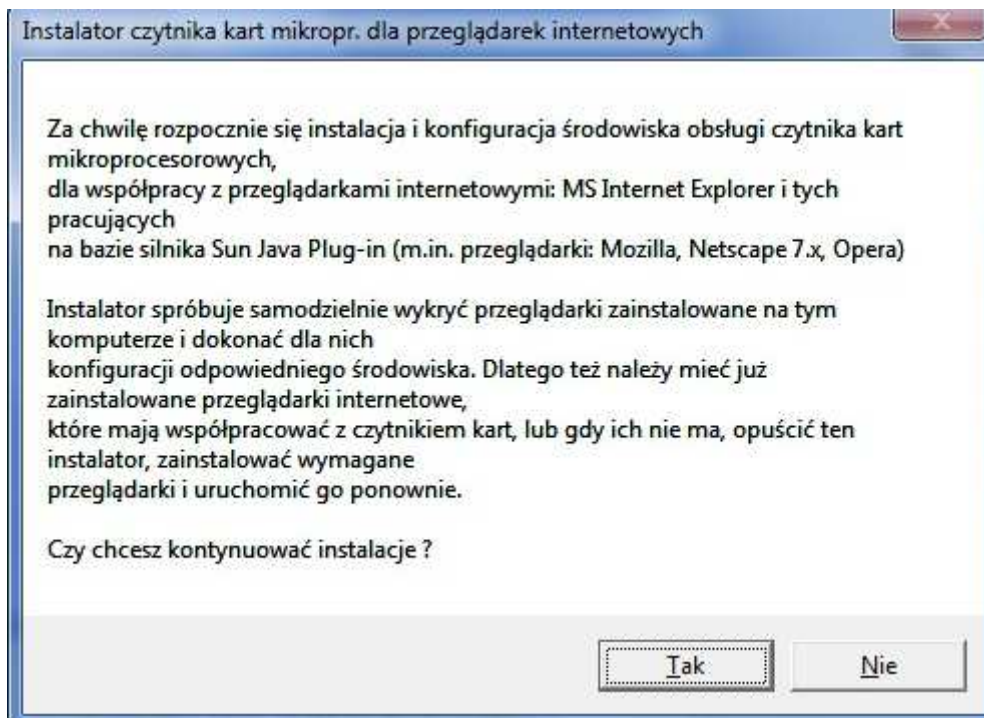 Instalator czytnika kart mikropr. dla przeglądarek internetowych
Za chwilę rozpocznie się instalacja i konfiguracja środowiska obsługi czytnika kart
mikroprocesorowych,
dla współpracy z przeglądarkami internetowymi: MS Internet Explorer i tych
pracujących
na bazie silnika Sun Java Plug-in (m.in. przeglądarki: Mozilla, Netscape 7.x, Opera)
Instalator spróbuje samodzielnie wykryć przeglądarki zainstalowane na tym
komputerze i dokonać dla nich
konfiguracji odpowiedniego środowiska. Dlatego też należy mieć już
zainstalowane przeglądarki internetowe,
które mają współpracować z czytnikiem kart, lub gdy ich nie ma, opuścić ten
instalator, zainstalować wymagane
przeglądarki i uruchomić go ponownie.
Czy chcesz kontynuować instalacje ?
Tak
Nie